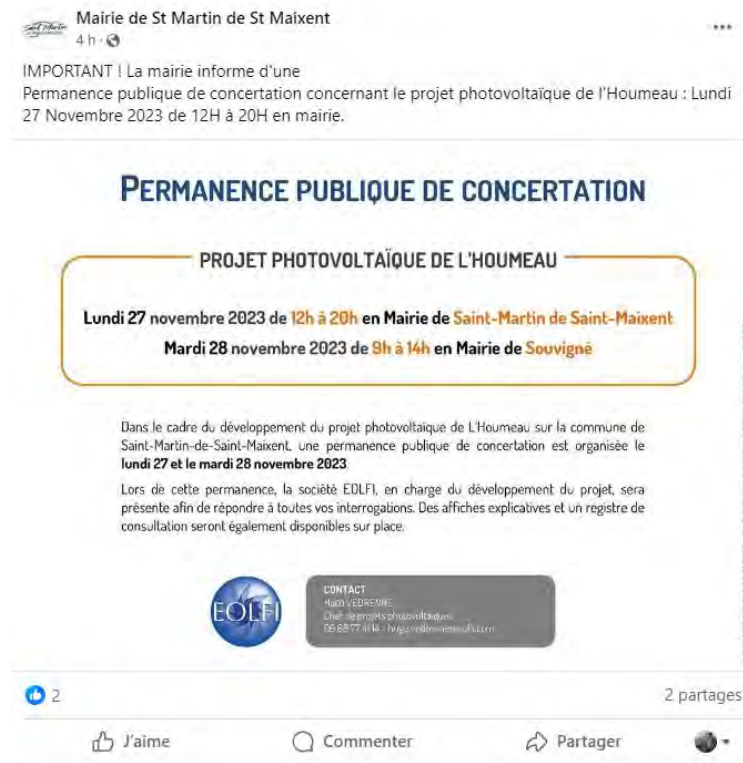 Mairie de St Martin de St Maixent
4 h
IMPORTANT ! La mairie informe d'une
Permanence publique de concertation concernant le projet photovoltaïque de l'Houmeau : Lundi
27 Novembre 2023 de 12H à 20H en mairie.
PERMANENCE PUBLIQUE DE CONCERTATION
PROJET PHOTOVOLTAÏQUE DE L'HOUMEAU
Lundi 27 novembre 2023 de 12h à 20h en Mairie de Saint-Martin de Saint-Maixent
Mardi 28 novembre 2023 de 9h à 14h en Mairie de Souvigné
Dans le cadre du développement du projet photovoltaïque de L'Houmeau sur la commune de
Saint-Martin-de-Saint-Maixent, une permanence publique de concertation est organisée le
lundi 27 et le mardi 28 novembre 2023.
Lors de cette permanence, la société EOLFI, en charge du développement du projet, sera
présente afin de répondre à toutes vos interrogations. Des affiches explicatives et un registre de
consultation seront également disponibles sur place.
EOLFI
CONTACT
Hugo VEDRENNE
Chef de projets photovoltaïques
2
2 partages
J'aime
Commenter
Partager